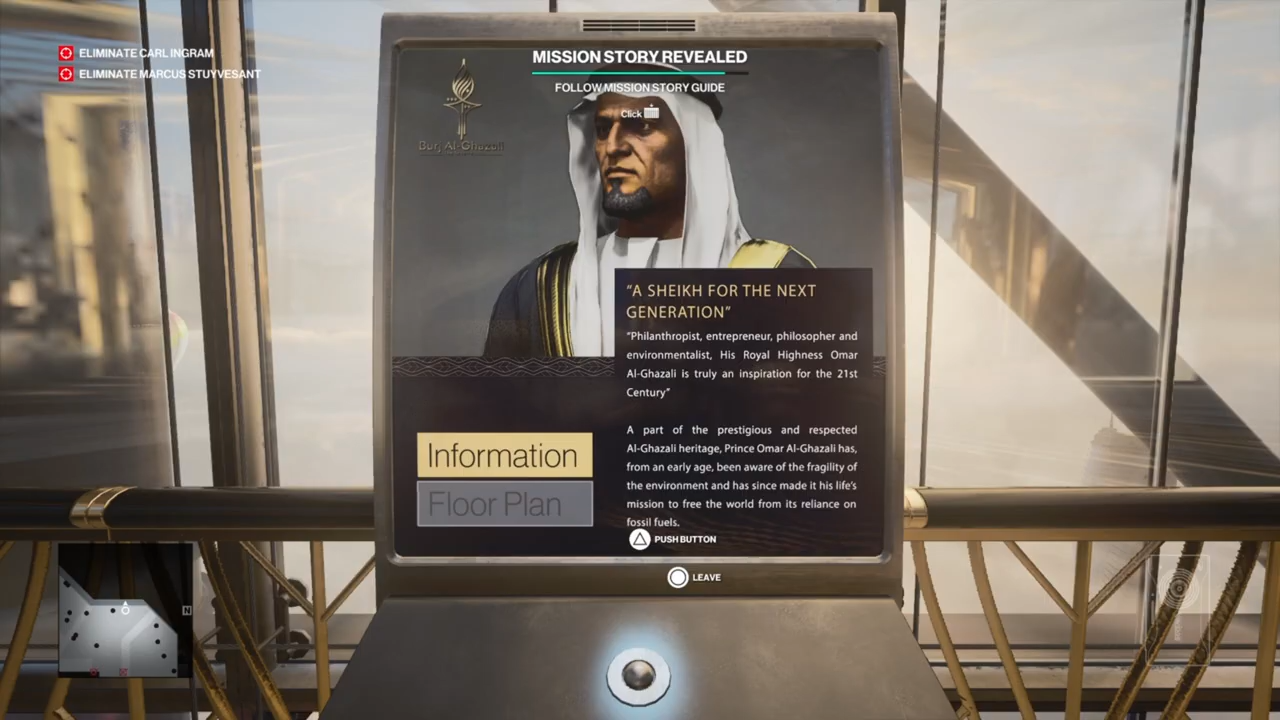 ELIMINATE CARL INGRAM
ELIMINATE MARCUS STUYVESANT
MISSION STORY REVEALED
FOLLOW MISSION STORY GUIDE
Click
Burj Al-Ghazali
"A SHEIKH FOR THE NEXT
GENERATION"
"Philanthropist, entrepreneur, philosopher and
environmentalist, His Royal Highness Omar
Al-Ghazali is truly an inspiration for the 21st
Century"
A part of the prestigious and respected
Al-Ghazali heritage, Prince Omar Al-Ghazali has,
from an early age, been aware of the fragility of
the environment and has since made it his life's
mission to free the world from its reliance on
fossil fuels.
Information
Floor Plan
PUSH BUTTON
LEAVE
N